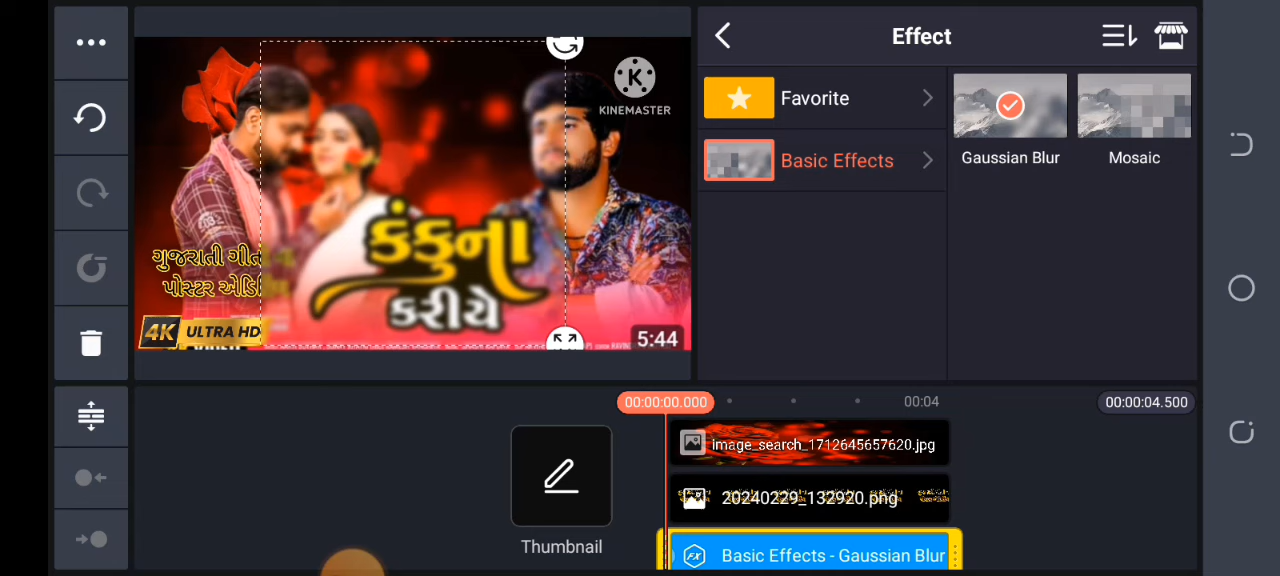 Effect
KINEMASTER
Favorite
Basic Effects
Gaussian Blur
Mosaic
કંકુના
કરીયે
ગુજરાતી ગીત
પોસ્ટર એડિ
4K ULTRA HD
5:44
00:00:00.000
00:04
00:00:04.500
image_search_1712645657620.jpg
20240229_132920.png
Thumbnail
FX
Basic Effects - Gaussian Blur